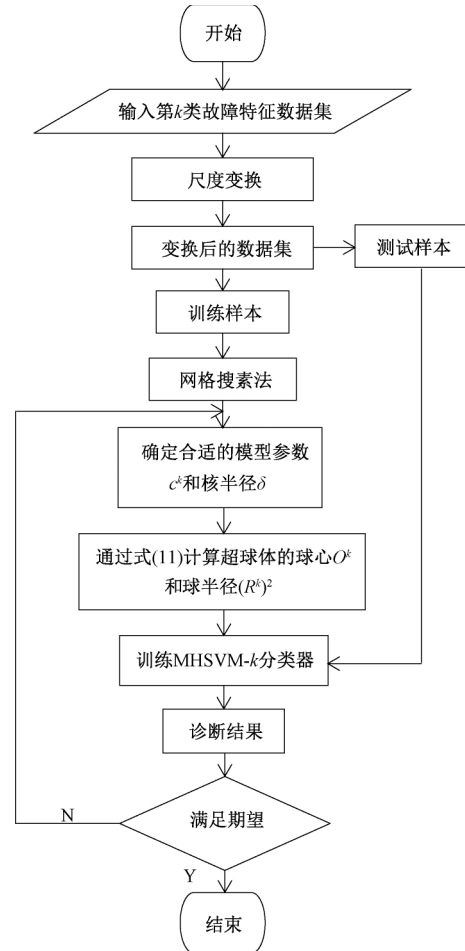 开始
输入第k类故障特征数据集
尺度变换
变换后的数据集
测试样本
训练样本
网格搜素法
确定合适的模型参数
cᵏ和核半径δ
通过式(11)计算超球体的球心Oᵏ
和球半径(Rᵏ)²
训练MHSVM-k分类器
诊断结果
满足期望
N
Y
结束